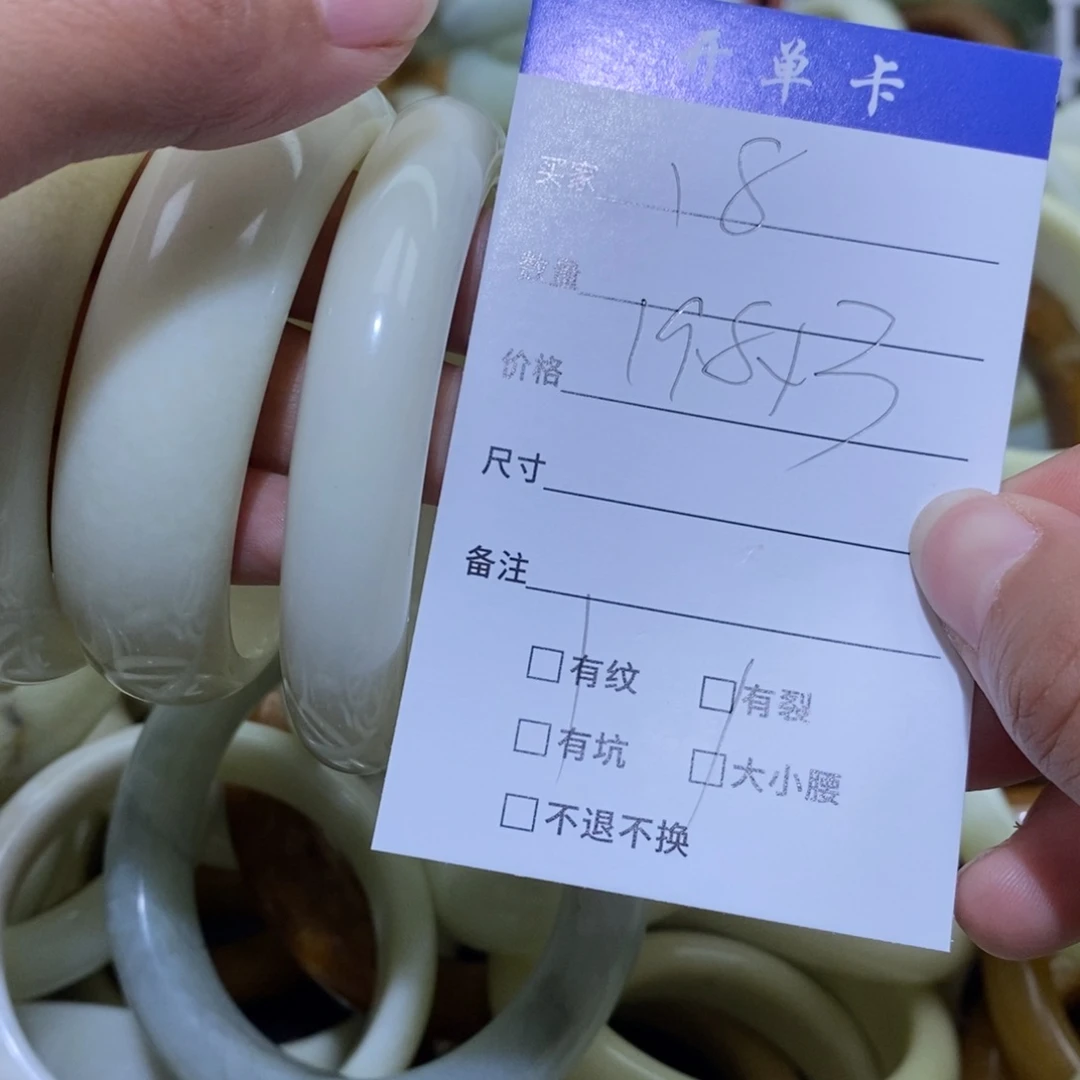 开单卡
买家 18
数量
价格 198x3
尺寸
备注
□有纹 □有裂
□有坑 □大小腰
□不退不换